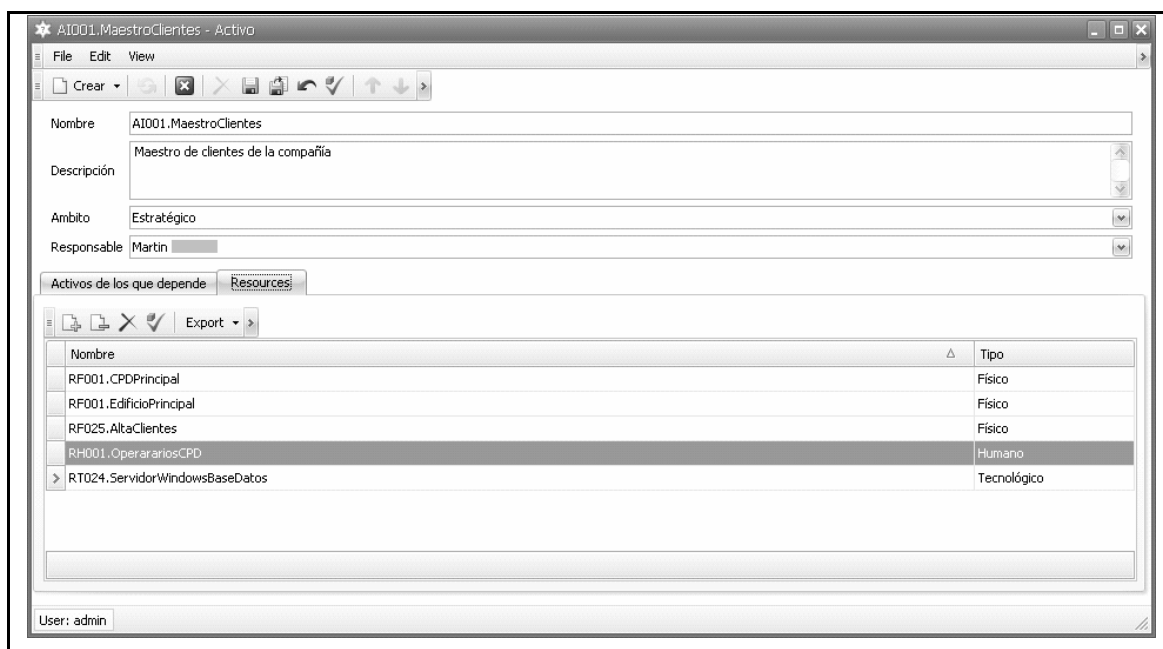 AI001.MaestroClientes - Activo
File Edit View
Crear Export
Nombre AI001.MaestroClientes
Descripción Maestro de clientes de la compañía
Ambito Estratégico
Responsable Martin
Activos de los que depende Resources
Export
Nombre Tipo
RF001.CPDPrincipal Físico
RF001.EdificioPrincipal Físico
RF025.AltaClientes Físico
RH001.OperarariosCPD Humano
RT024.ServidorWindowsBaseDatos Tecnológico
User: admin